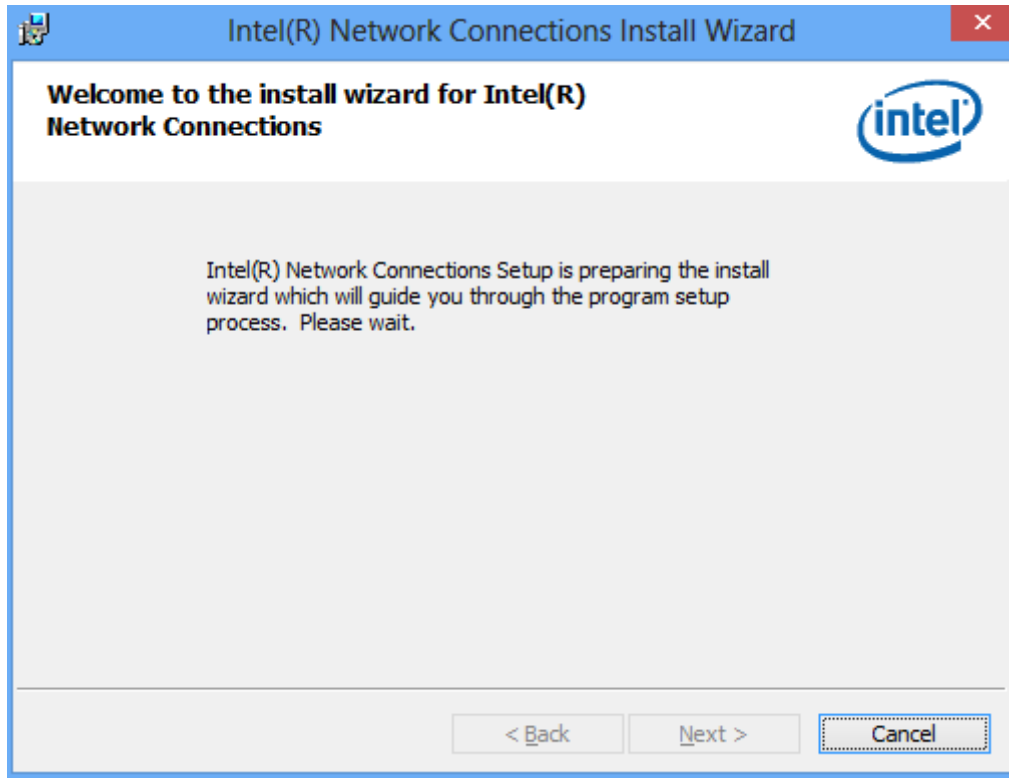 Intel(R) Network Connections Install Wizard
Welcome to the install wizard for Intel(R)
Network Connections
intel
Intel(R) Network Connections Setup is preparing the install
wizard which will guide you through the program setup
process.  Please wait.
< Back
Next >
Cancel